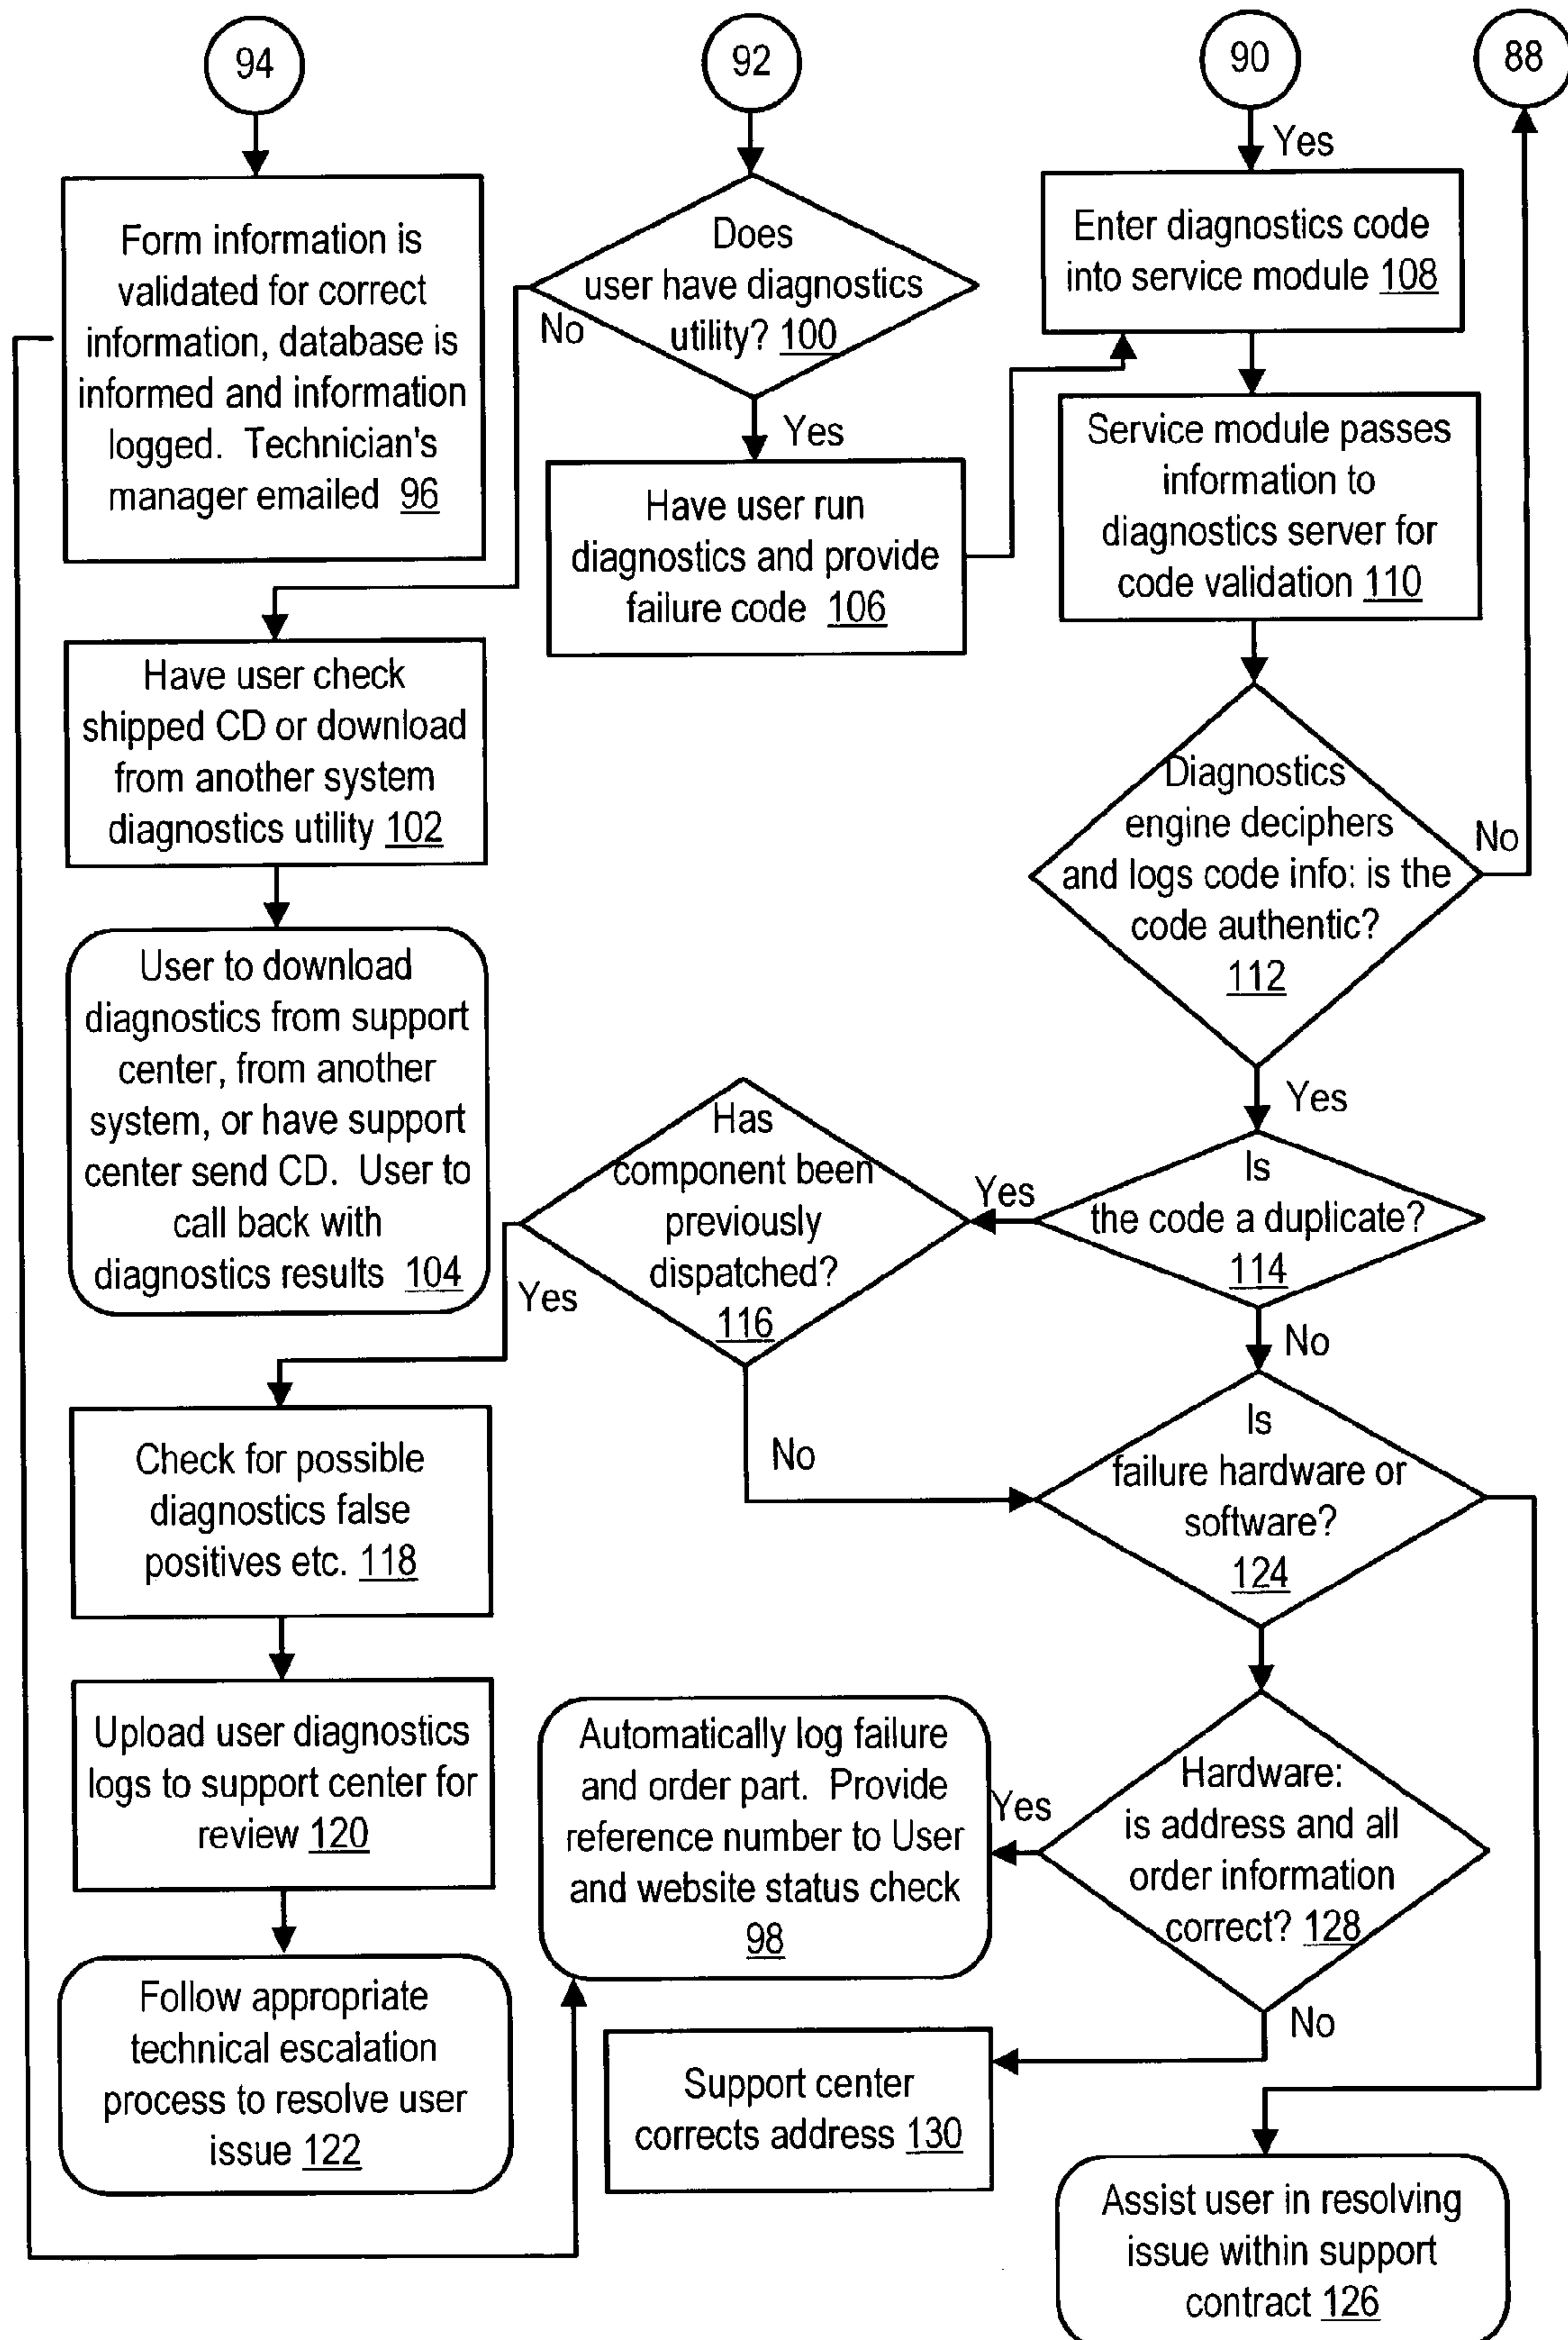 94
92
90
88
Yes
Form information is
validated for correct
information, database is
informed and information
logged. Technician's
manager emailed 96
Does
user have diagnostics
utility? 100
No
Yes
Enter diagnostics code
into service module 108
Have user run
diagnostics and provide
failure code 106
Service module passes
information to
diagnostics server for
code validation 110
Have user check
shipped CD or download
from another system
diagnostics utility 102
Diagnostics
engine deciphers
and logs code info: is the
code authentic?
112
No
Yes
User to download
diagnostics from support
center, from another
system, or have support
center send CD. User to
call back with
diagnostics results 104
Has
component been
previously
dispatched?
116
Yes
No
Yes
Is
the code a duplicate?
114
No
Check for possible
diagnostics false
positives etc. 118
Is
failure hardware or
software?
124
Upload user diagnostics
logs to support center for
review 120
Automatically log failure
and order part. Provide
reference number to User
and website status check
98
Yes
Hardware:
is address and all
order information
correct? 128
No
Follow appropriate
technical escalation
process to resolve user
issue 122
Support center
corrects address 130
Assist user in resolving
issue within support
contract 126